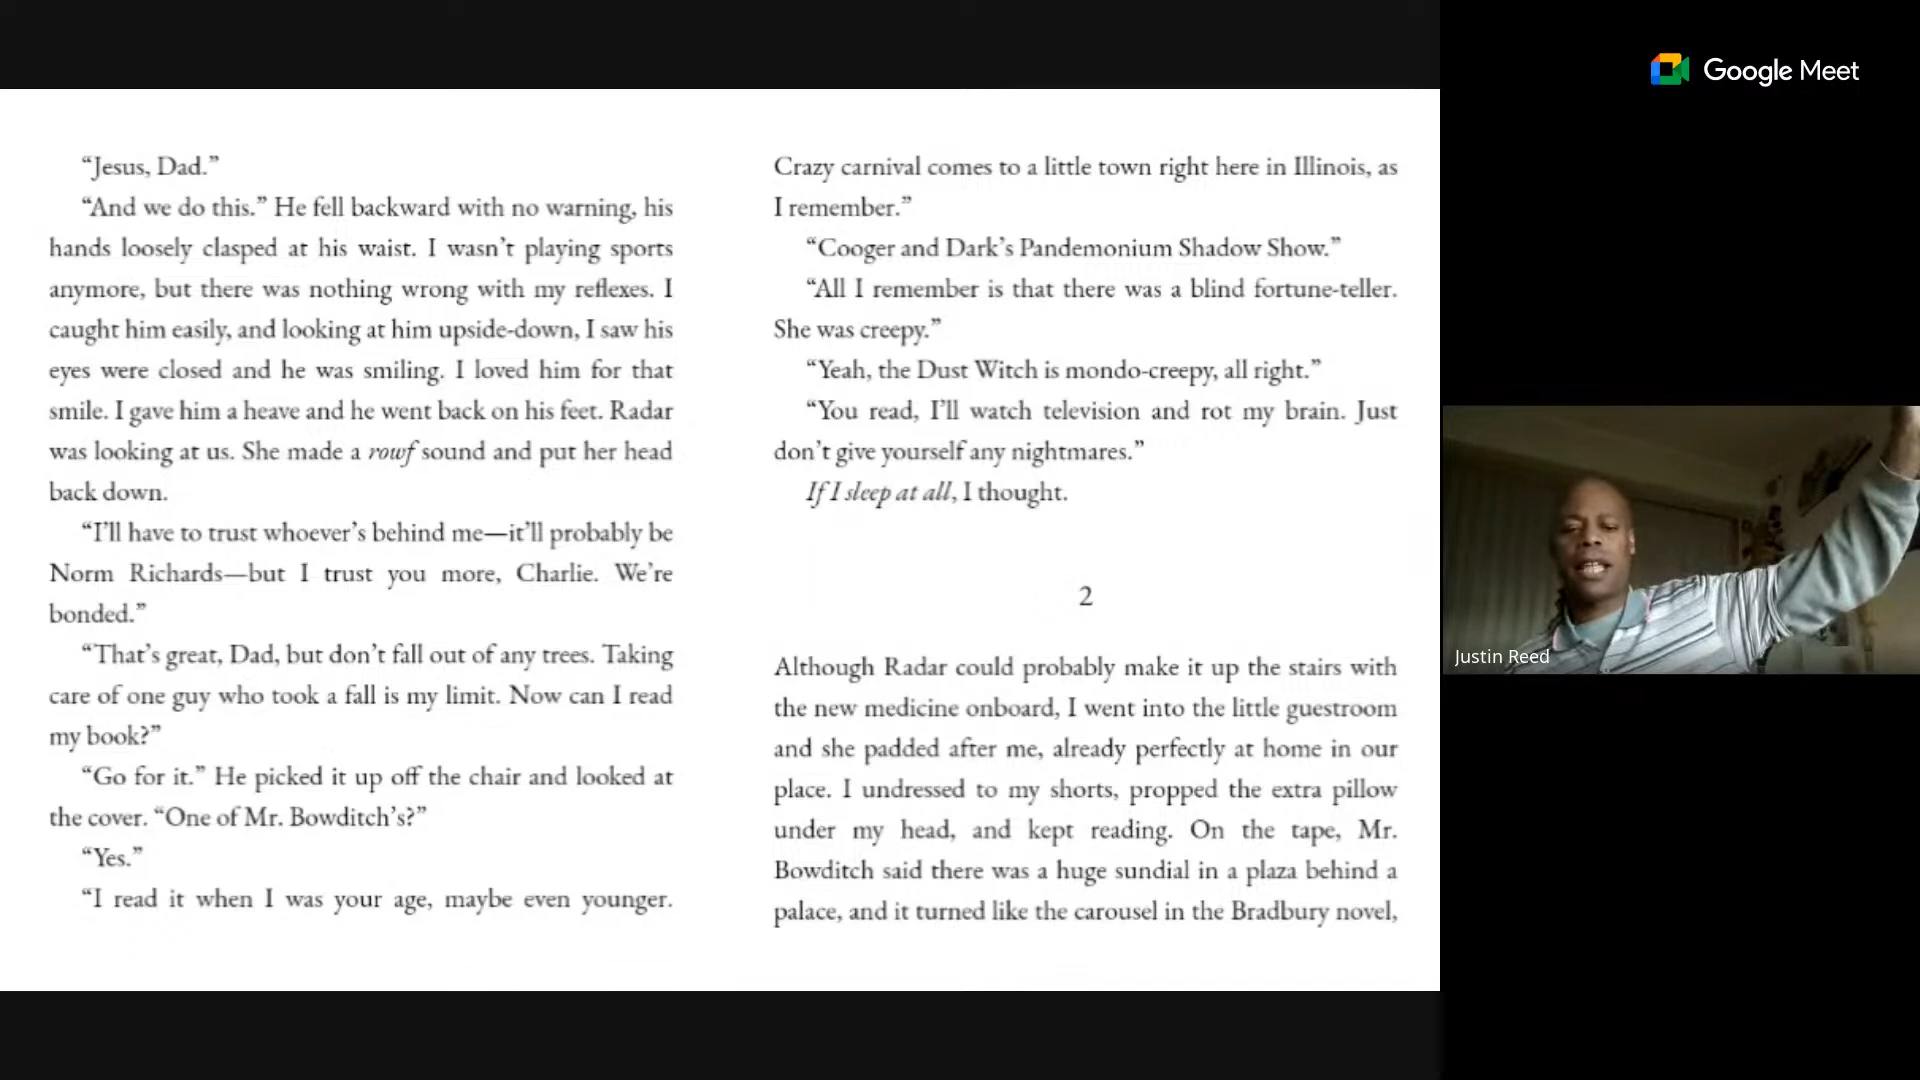 “Jesus, Dad.”
“And we do this.” He fell backward with no warning, his
hands loosely clasped at his waist. I wasn’t playing sports
anymore, but there was nothing wrong with my reflexes. I
caught him easily, and looking at him upside-down, I saw his
eyes were closed and he was smiling. I loved him for that
smile. I gave him a heave and he went back on his feet. Radar
was looking at us. She made a rowf sound and put her head
back down.
“I’ll have to trust whoever’s behind me—it’ll probably be
Norm Richards—but I trust you more, Charlie. We’re
bonded.”
“That’s great, Dad, but don’t fall out of any trees. Taking
care of one guy who took a fall is my limit. Now can I read
my book?”
“Go for it.” He picked it up off the chair and looked at
the cover. “One of Mr. Bowditch’s?”
“Yes.”
“I read it when I was your age, maybe even younger.
Crazy carnival comes to a little town right here in Illinois, as
I remember.”
“Cooger and Dark’s Pandemonium Shadow Show.”
“All I remember is that there was a blind fortune-teller.
She was creepy.”
“Yeah, the Dust Witch is mondo-creepy, all right.”
“You read, I’ll watch television and rot my brain. Just
don’t give yourself any nightmares.”
If I sleep at all, I thought.
2
Although Radar could probably make it up the stairs with
the new medicine onboard, I went into the little guestroom
and she padded after me, already perfectly at home in our
place. I undressed to my shorts, propped the extra pillow
under my head, and kept reading. On the tape, Mr.
Bowditch said there was a huge sundial in a plaza behind a
palace, and it turned like the carousel in the Bradbury novel,
Google Meet
Justin Reed